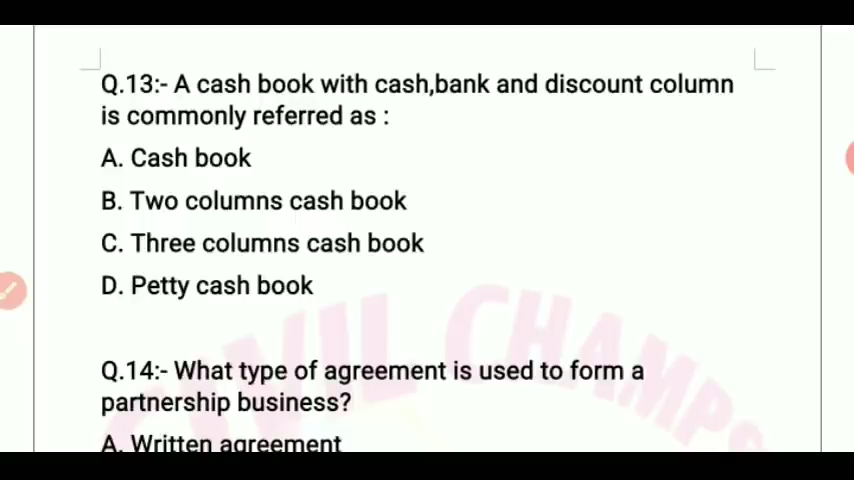 Q.13:- A cash book with cash,bank and discount column
is commonly referred as :
A. Cash book
B. Two columns cash book
C. Three columns cash book
D. Petty cash book
Q.14:- What type of agreement is used to form a
partnership business?
A. Written agreement
CIVIL CHAMPS